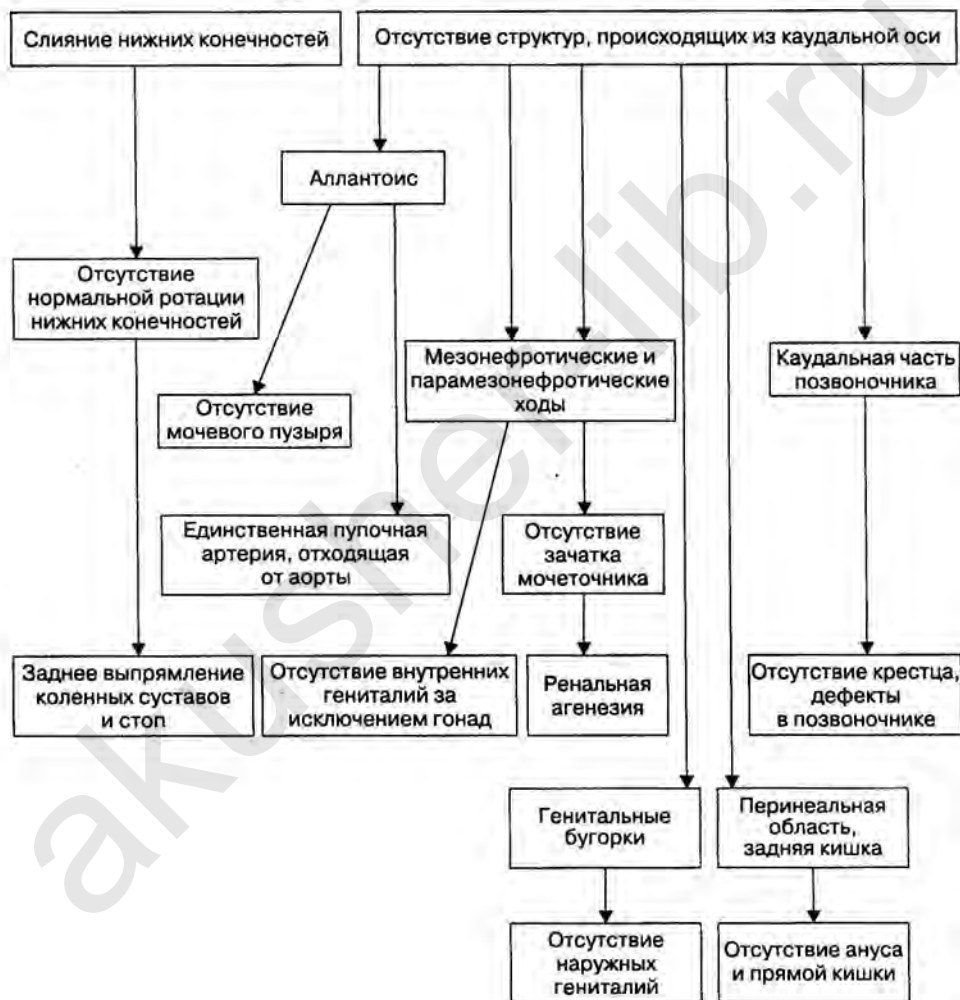 Слияние нижних конечностей
Отсутствие структур, происходящих из каудальной оси
Аллантоис
Отсутствие
нормальной ротации
нижних конечностей
Мезонефротические и
парамезонефротические
ходы
Каудальная часть
позвоночника
Отсутствие
мочевого пузыря
Единственная пупочная
артерия, отходящая
от аорты
Отсутствие
зачатка
мочеточника
Заднее выпрямление
коленных суставов
и стоп
Отсутствие внутренних
гениталий за
исключением гонад
Ренальная
агенезия
Отсутствие крестца,
дефекты
в позвоночнике
Генитальные
бугорки
Перинеальная
область,
задняя кишка
Отсутствие
наружных
гениталий
Отсутствие ануса
и прямой кишки
akusher-lib.ru